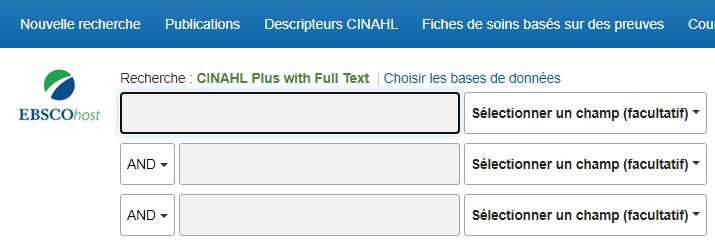 Nouvelle recherche Publications Descripteurs CINAHL Fiches de soins basés sur des preuves Cou
Recherche : CINAHL Plus with Full Text Choisir les bases de données
EBSCOhost
Sélectionner un champ (facultatif)
AND Sélectionner un champ (facultatif)
AND Sélectionner un champ (facultatif)